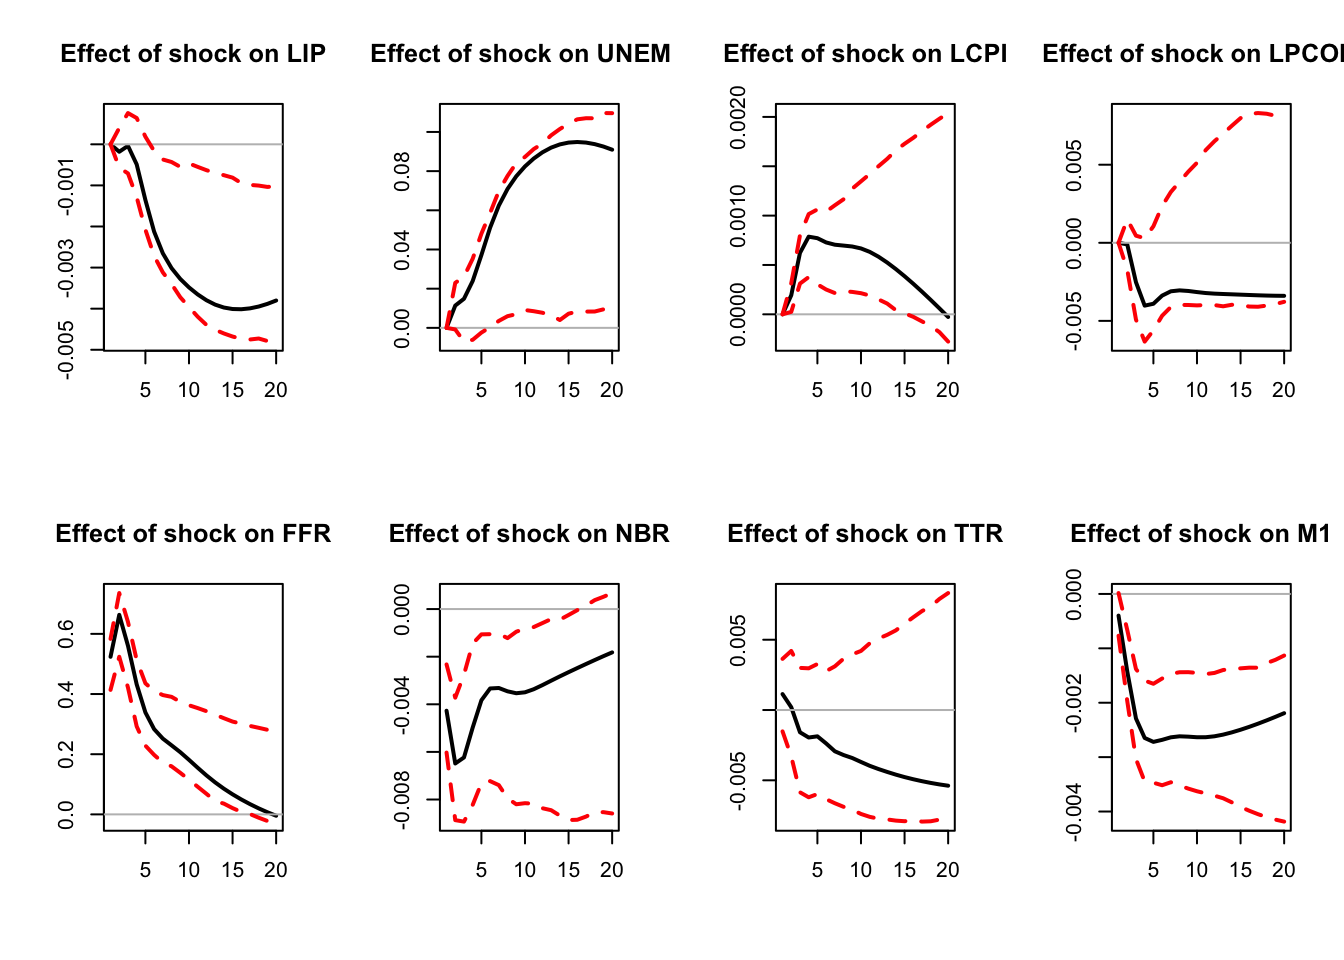 Effect of shock on LIP
Effect of shock on UNEM
Effect of shock on LCPI
Effect of shock on LPCO
-0.001
-0.003
-0.005
5 10 15 20
0.08
0.04
0.00
5 10 15 20
0.0020
0.0010
0.0000
5 10 15 20
0.005
0.000
-0.005
5 10 15 20
Effect of shock on FFR
Effect of shock on NBR
Effect of shock on TTR
Effect of shock on M1
0.6
0.4
0.2
0.0
5 10 15 20
0.000
-0.004
-0.008
5 10 15 20
0.005
-0.005
5 10 15 20
0.000
-0.002
-0.004
5 10 15 20